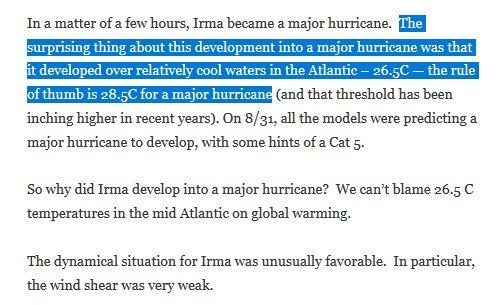 In a matter of a few hours, Irma became a major hurricane.  The
surprising thing about this development into a major hurricane was that
it developed over relatively cool waters in the Atlantic – 26.5C — the rule
of thumb is 28.5C for a major hurricane (and that threshold has been
inching higher in recent years). On 8/31, all the models were predicting a
major hurricane to develop, with some hints of a Cat 5.
So why did Irma develop into a major hurricane?  We can’t blame 26.5 C
temperatures in the mid Atlantic on global warming.
The dynamical situation for Irma was unusually favorable.  In particular,
the wind shear was very weak.